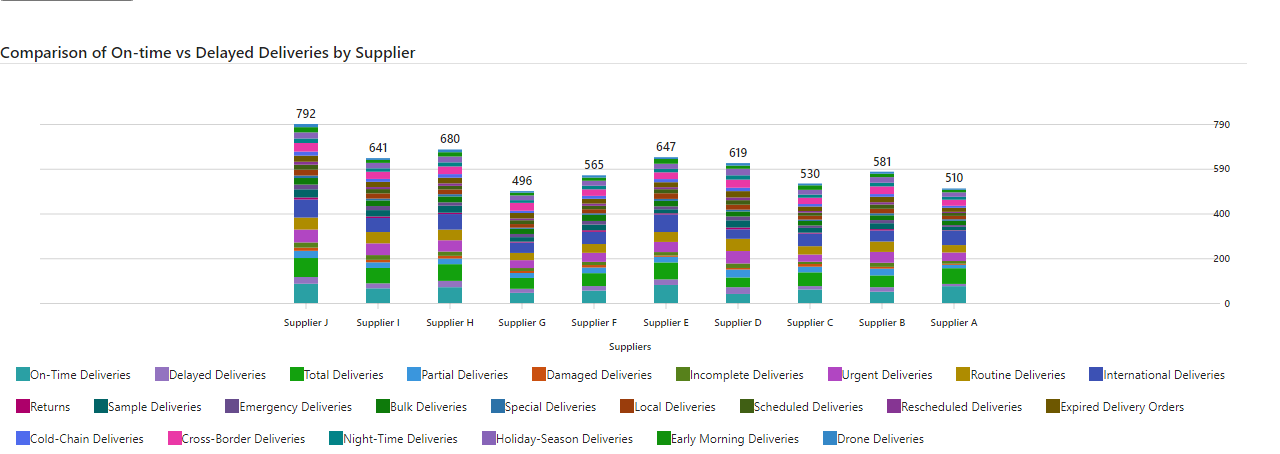 Comparison of On-time vs Delayed Deliveries by Supplier
792
641
680
496
565
647
619
530
581
510
790
590
400
200
0
Supplier J Supplier I Supplier H Supplier G Supplier F Supplier E Supplier D Supplier C Supplier B Supplier A
Suppliers
On-Time Deliveries Delayed Deliveries Total Deliveries Partial Deliveries Damaged Deliveries Incomplete Deliveries Urgent Deliveries Routine Deliveries International Deliveries
Returns Sample Deliveries Emergency Deliveries Bulk Deliveries Special Deliveries Local Deliveries Scheduled Deliveries Rescheduled Deliveries Expired Delivery Orders
Cold-Chain Deliveries Cross-Border Deliveries Night-Time Deliveries Holiday-Season Deliveries Early Morning Deliveries Drone Deliveries